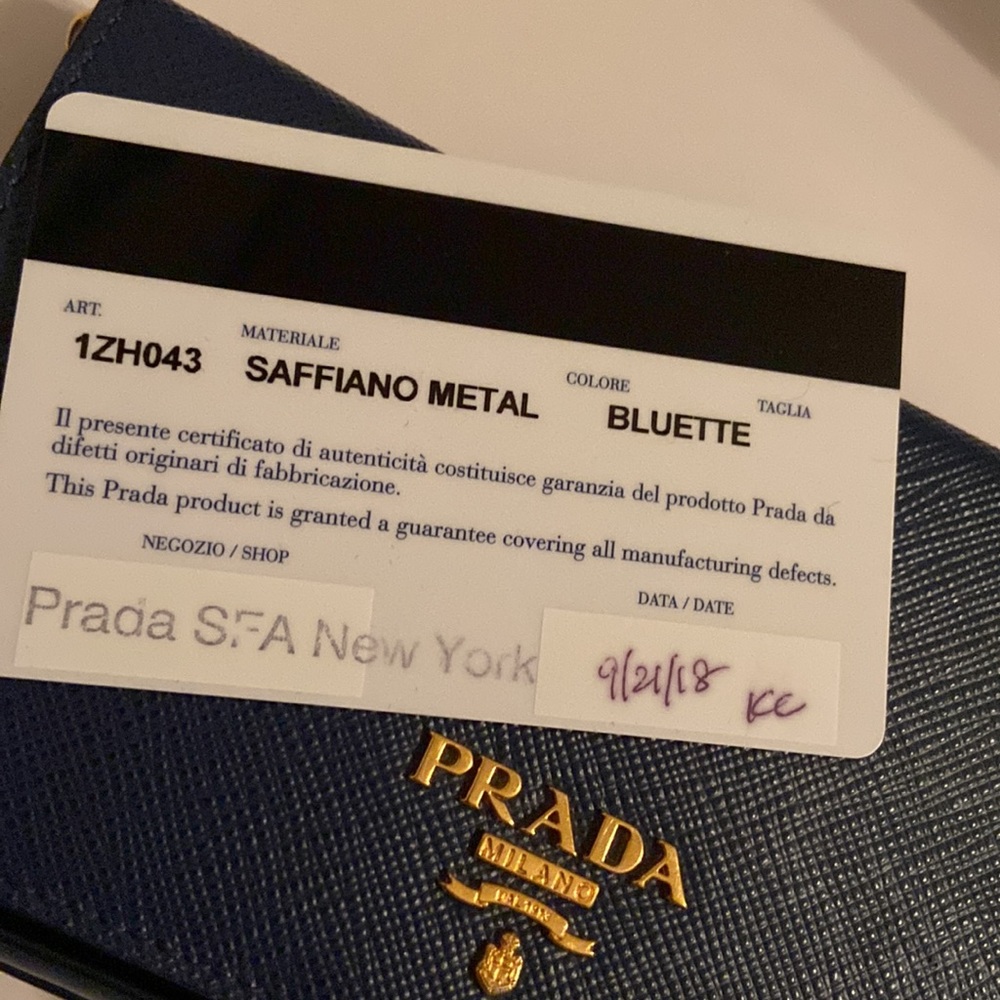 ART.
1ZH043
MATERIALE
SAFFIANO METAL
COLORE
BLUETTE
TAGLIA
Il presente certificato di autenticità costituisce garanzia del prodotto Prada da
difetti originari di fabbricazione.
This Prada product is granted a guarantee covering all manufacturing defects.
NEGOZIO / SHOP
Prada SFA New York
DATA / DATE
9/21/18 KC
PRADA
MILANO